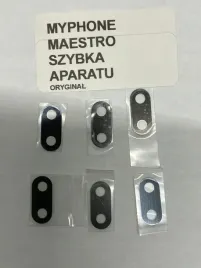 MYPHONE
MAESTRO
SZYBKA
APARATU
ORYGINAL